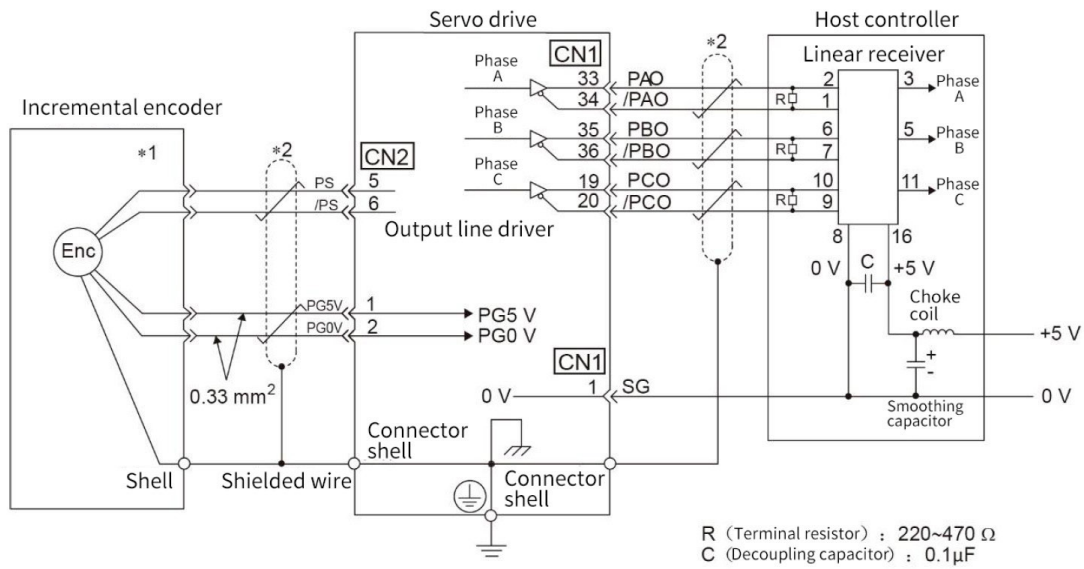 Servo drive
Host controller
Incremental encoder
*1
*2
CN2
PS
5
/PS
6
Enc
PG5V
1
PG0V
2
PG5 V
PG0 V
0.33 mm²
Shell
Shielded wire
Connector
shell
Connector
shell
Output line driver
CN1
Phase
A
33
PAO
34
/PAO
Phase
B
35
PBO
36
/PBO
Phase
C
19
PCO
20
/PCO
*2
CN1
0 V
1
SG
Linear receiver
R
2
3
Phase
A
1
R
6
5
Phase
B
7
R
10
11
Phase
C
9
8
16
0 V
C
+5 V
Choke
coil
+5 V
+
-
Smoothing
capacitor
0 V
R (Terminal resistor) : 220~470 Ω
C (Decoupling capacitor) : 0.1μF